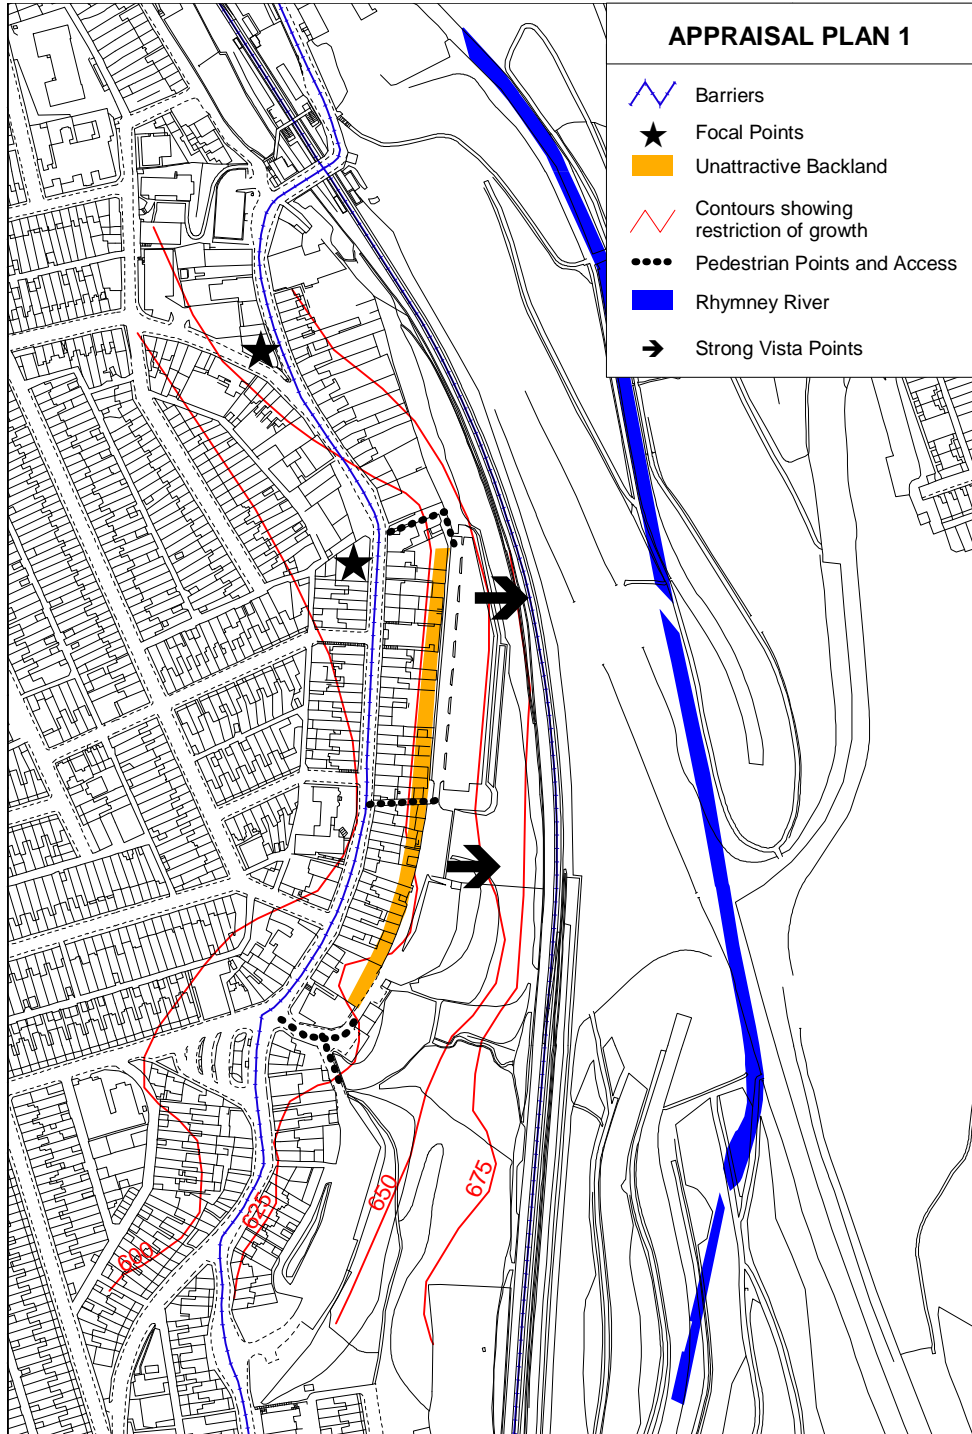 APPRAISAL PLAN 1
Barriers
Focal Points
Unattractive Backland
Contours showing
restriction of growth
Pedestrian Points and Access
Rhymney River
Strong Vista Points
600
625
650
675